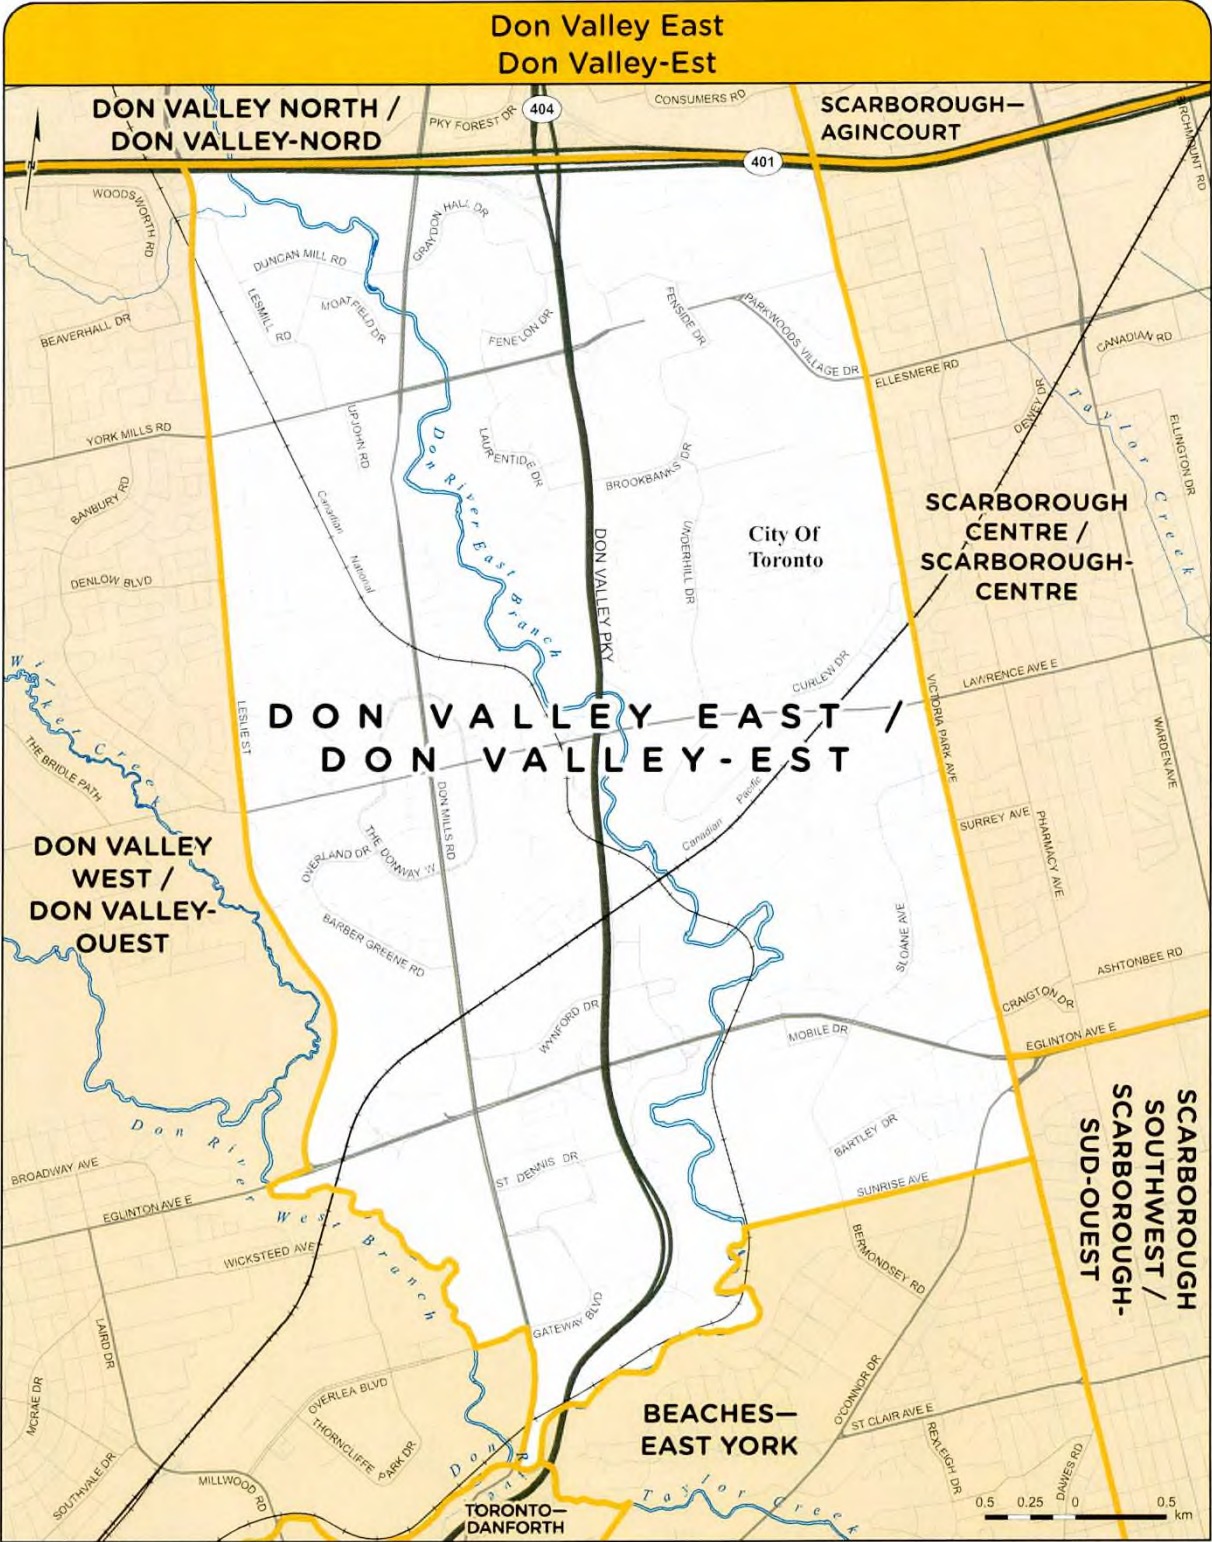 Don Valley East
Don Valley-Est
DON VALLEY NORTH /
DON VALLEY-NORD
PKY FOREST DR
404
CONSUMERS RD
SCARBOROUGH—
AGINCOURT
BIRCHMOUNT RD
N
401
WOODSWORTH RD
GRAYDON HALL DR
DUNCAN MILL RD
LESMILL RD
MOATFIELD DR
FENELON DR
FENSIDE DR
PARKWOODS VILLAGE DR
BEAVERHALL DR
ELLESMERE RD
CANADIAN RD
DEWEY DR
Taylor Creek
ELLINGTON DR
YORK MILLS RD
UPJOHN RD
Don River East Branch
LAURENTIDE DR
BROOKBANKS DR
BANBURY RD
Canadian National
DON VALLEY PKY
UNDERHILL DR
City Of
Toronto
SCARBOROUGH
CENTRE /
SCARBOROUGH-
CENTRE
DENLOW BLVD
Wilket Creek
THE BRIDLE PATH
LESLIE ST
CURLEW DR
VICTORIA PARK AVE
LAWRENCE AVE E
WARDEN AVE
DON VALLEY EAST /
DON VALLEY-EST
DON MILLS RD
Canadian Pacific
SURREY AVE
PHARMACY AVE
DON VALLEY
WEST /
DON VALLEY-
OUEST
OVERLAND DR
THE DONWAY W
BARBER GREENE RD
SLOANE AVE
ASHTONBEE RD
CRAIGTON DR
WYNFORD DR
MOBILE DR
EGLINTON AVE E
SCARBOROUGH
SOUTHWEST /
SCARBOROUGH-
SUD-OUEST
Don River West Branch
BARTLEY DR
BROADWAY AVE
ST DENNIS DR
SUNRISE AVE
EGLINTON AVE E
WICKSTEED AVE
BERMONDSEY RD
LAIRD DR
GATEWAY BLVD
MCRAE DR
OVERLEA BLVD
THORNCLIFFE PARK DR
O'CONNOR DR
BEACHES—
EAST YORK
ST CLAIR AVE E
REXLEIGH DR
DAWES RD
SOUTHVALE DR
MILLWOOD RD
Don
TORONTO—
DANFORTH
Taylor Creek
0.5 0.25 0 0.5
km